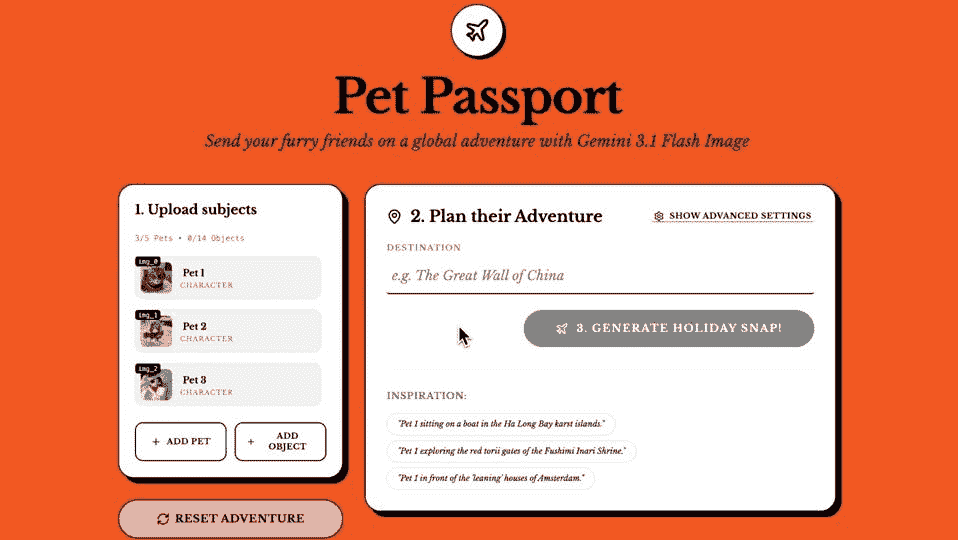 Pet Passport
Send your furry friends on a global adventure with Gemini 3.1 Flash Image
1. Upload subjects
3/5 Pets • 0/14 Objects
img_0
Pet 1
CHARACTER
img_1
Pet 2
CHARACTER
img_2
Pet 3
CHARACTER
+ ADD PET
+ ADD OBJECT
RESET ADVENTURE
2. Plan their Adventure
SHOW ADVANCED SETTINGS
DESTINATION
e.g. The Great Wall of China
3. GENERATE HOLIDAY SNAP!
INSPIRATION:
"Pet 1 sitting on a boat in the Ha Long Bay karst islands."
"Pet 1 exploring the red torii gates of the Fushimi Inari Shrine."
"Pet 1 in front of the 'leaning' houses of Amsterdam."